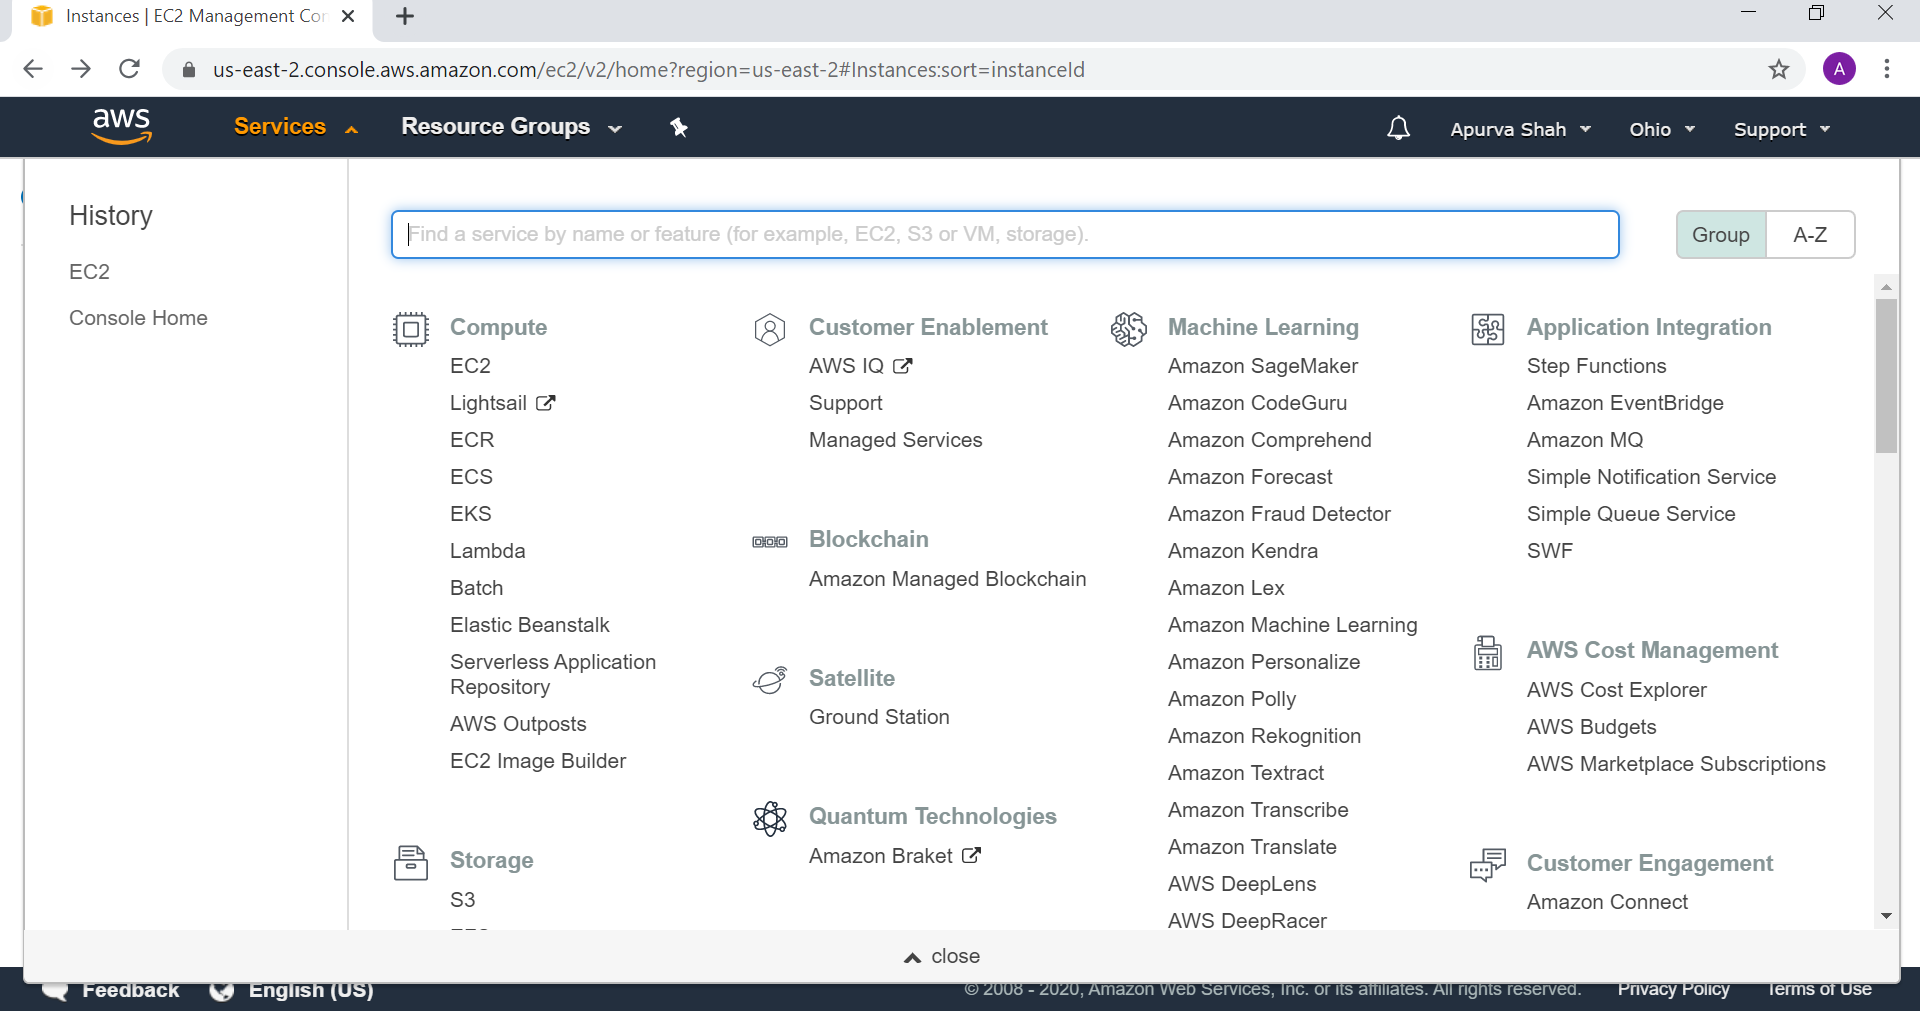 Instances | EC2 Management Con
us-east-2.console.aws.amazon.com/ec2/v2/home?region=us-east-2#Instances:sort=instanceId
A
aws
Services
Resource Groups
Apurva Shah
Ohio
Support
History
EC2
Console Home
Find a service by name or feature (for example, EC2, S3 or VM, storage).
Group
A-Z
Compute
EC2
Lightsail
ECR
ECS
EKS
Lambda
Batch
Elastic Beanstalk
Serverless Application
Repository
AWS Outposts
EC2 Image Builder
Storage
S3
Customer Enablement
AWS IQ
Support
Managed Services
Blockchain
Amazon Managed Blockchain
Satellite
Ground Station
Quantum Technologies
Amazon Braket
Machine Learning
Amazon SageMaker
Amazon CodeGuru
Amazon Comprehend
Amazon Forecast
Amazon Fraud Detector
Amazon Kendra
Amazon Lex
Amazon Machine Learning
Amazon Personalize
Amazon Polly
Amazon Rekognition
Amazon Textract
Amazon Transcribe
Amazon Translate
AWS DeepLens
AWS DeepRacer
Application Integration
Step Functions
Amazon EventBridge
Amazon MQ
Simple Notification Service
Simple Queue Service
SWF
AWS Cost Management
AWS Cost Explorer
AWS Budgets
AWS Marketplace Subscriptions
Customer Engagement
Amazon Connect
close
Feedback
English (US)
© 2008 - 2020, Amazon Web Services, Inc. or its affiliates. All rights reserved.
Privacy Policy
Terms of Use